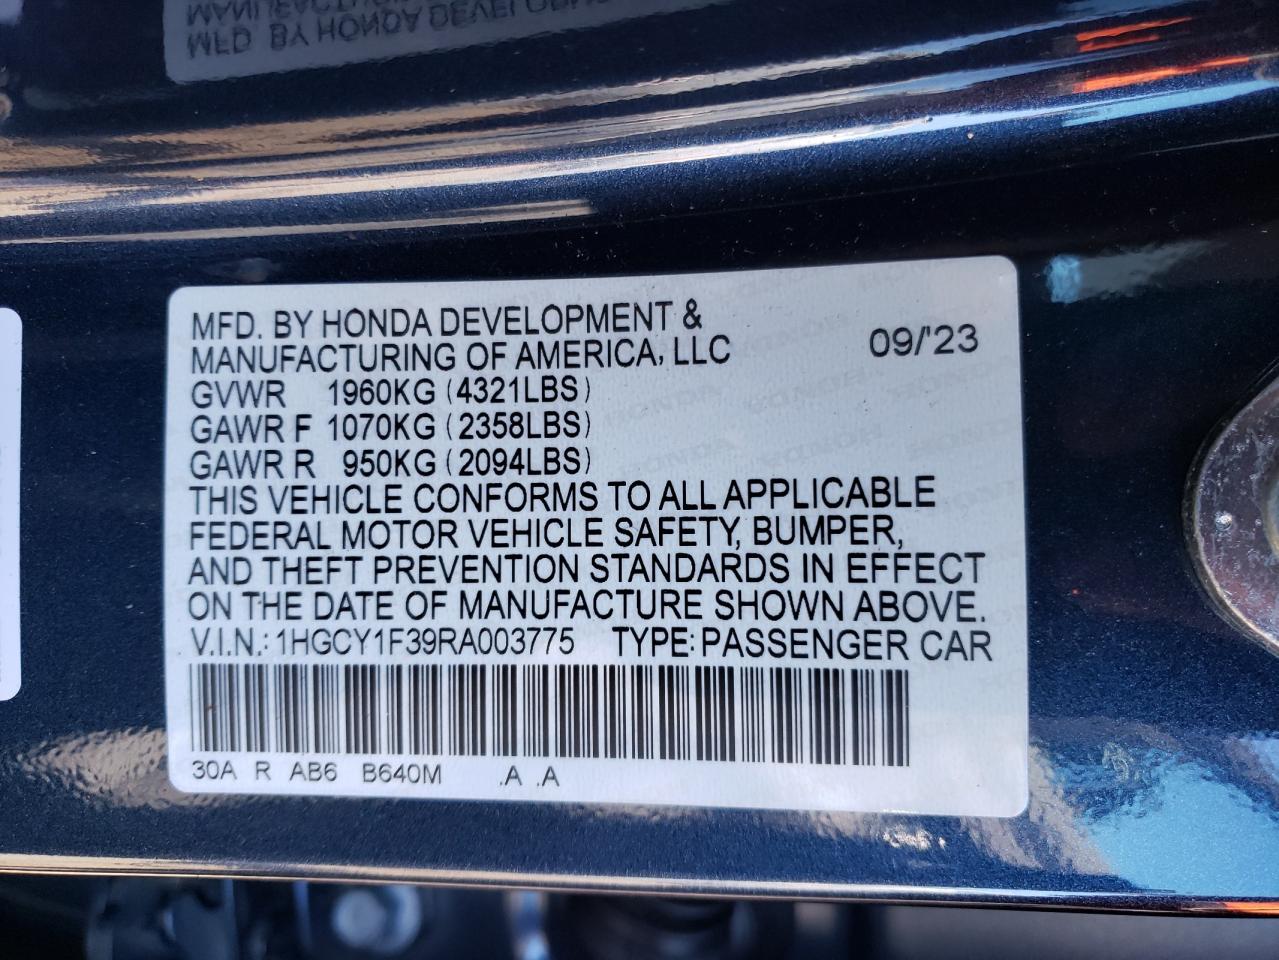 MFD. BY HONDA DEVELOPMENT &
MANUFACTURING OF AMERICA, LLC 09/'23
GVWR 1960KG (4321LBS)
GAWR F 1070KG (2358LBS)
GAWR R 950KG (2094LBS)
THIS VEHICLE CONFORMS TO ALL APPLICABLE
FEDERAL MOTOR VEHICLE SAFETY, BUMPER,
AND THEFT PREVENTION STANDARDS IN EFFECT
ON THE DATE OF MANUFACTURE SHOWN ABOVE.
V.I.N.: 1HGCY1F39RA003775 TYPE: PASSENGER CAR
30A R AB6 B640M .A .A